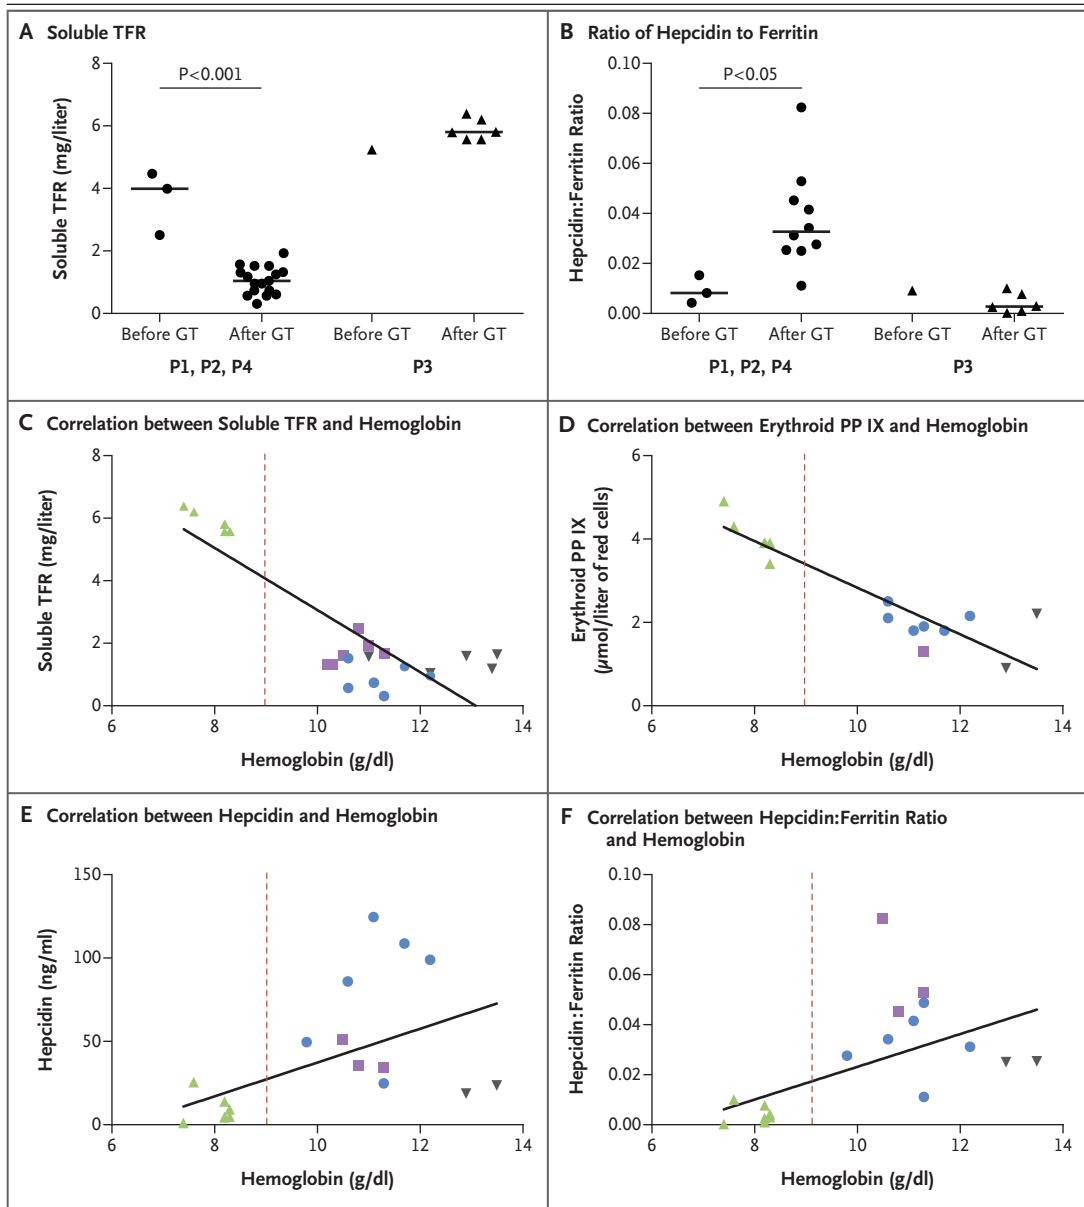 A Soluble TFR
Soluble TFR (mg/liter)
8
6
4
2
0
P<0.001
Before GT After GT Before GT After GT
P1, P2, P4 P3
B Ratio of Hepcidin to Ferritin
Hepcidin:Ferritin Ratio
0.10
0.08
0.06
0.04
0.02
0.00
P<0.05
Before GT After GT Before GT After GT
P1, P2, P4 P3
C Correlation between Soluble TFR and Hemoglobin
Soluble TFR (mg/liter)
8
6
4
2
0
6 8 10 12 14
Hemoglobin (g/dl)
D Correlation between Erythroid PP IX and Hemoglobin
Erythroid PP IX
(µmol/liter of red cells)
6
4
2
0
6 8 10 12 14
Hemoglobin (g/dl)
E Correlation between Hepcidin and Hemoglobin
Hepcidin (ng/ml)
150
100
50
0
6 8 10 12 14
Hemoglobin (g/dl)
F Correlation between Hepcidin:Ferritin Ratio
and Hemoglobin
Hepcidin:Ferritin Ratio
0.10
0.08
0.06
0.04
0.02
0.00
6 8 10 12 14
Hemoglobin (g/dl)